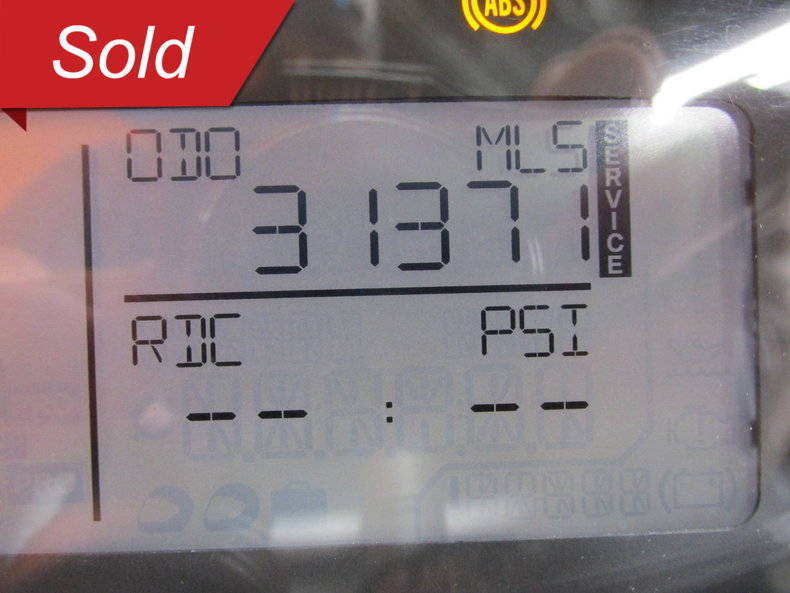 ABS
Sold
ODO MLS
SERVICE
31371
RDC PSI
-- : --